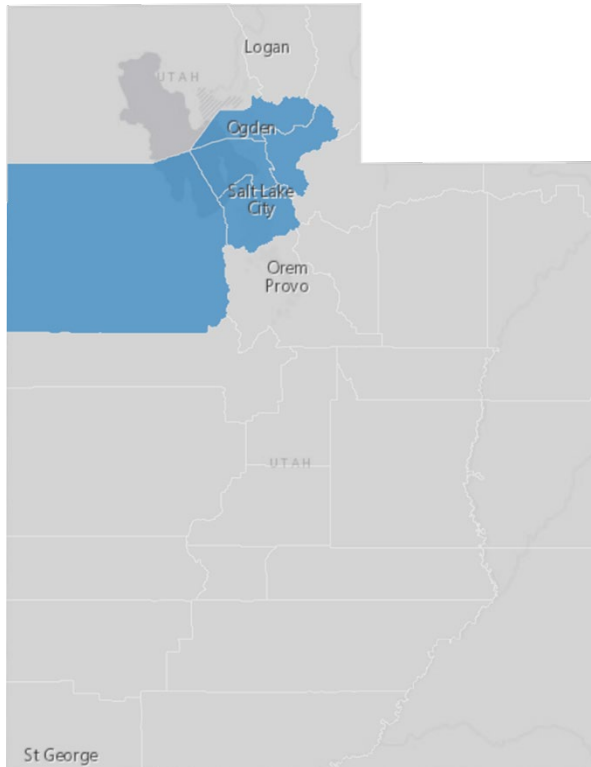 Logan
UTAH
Ogden
Salt Lake
City
Orem
Provo
UTAH
St George